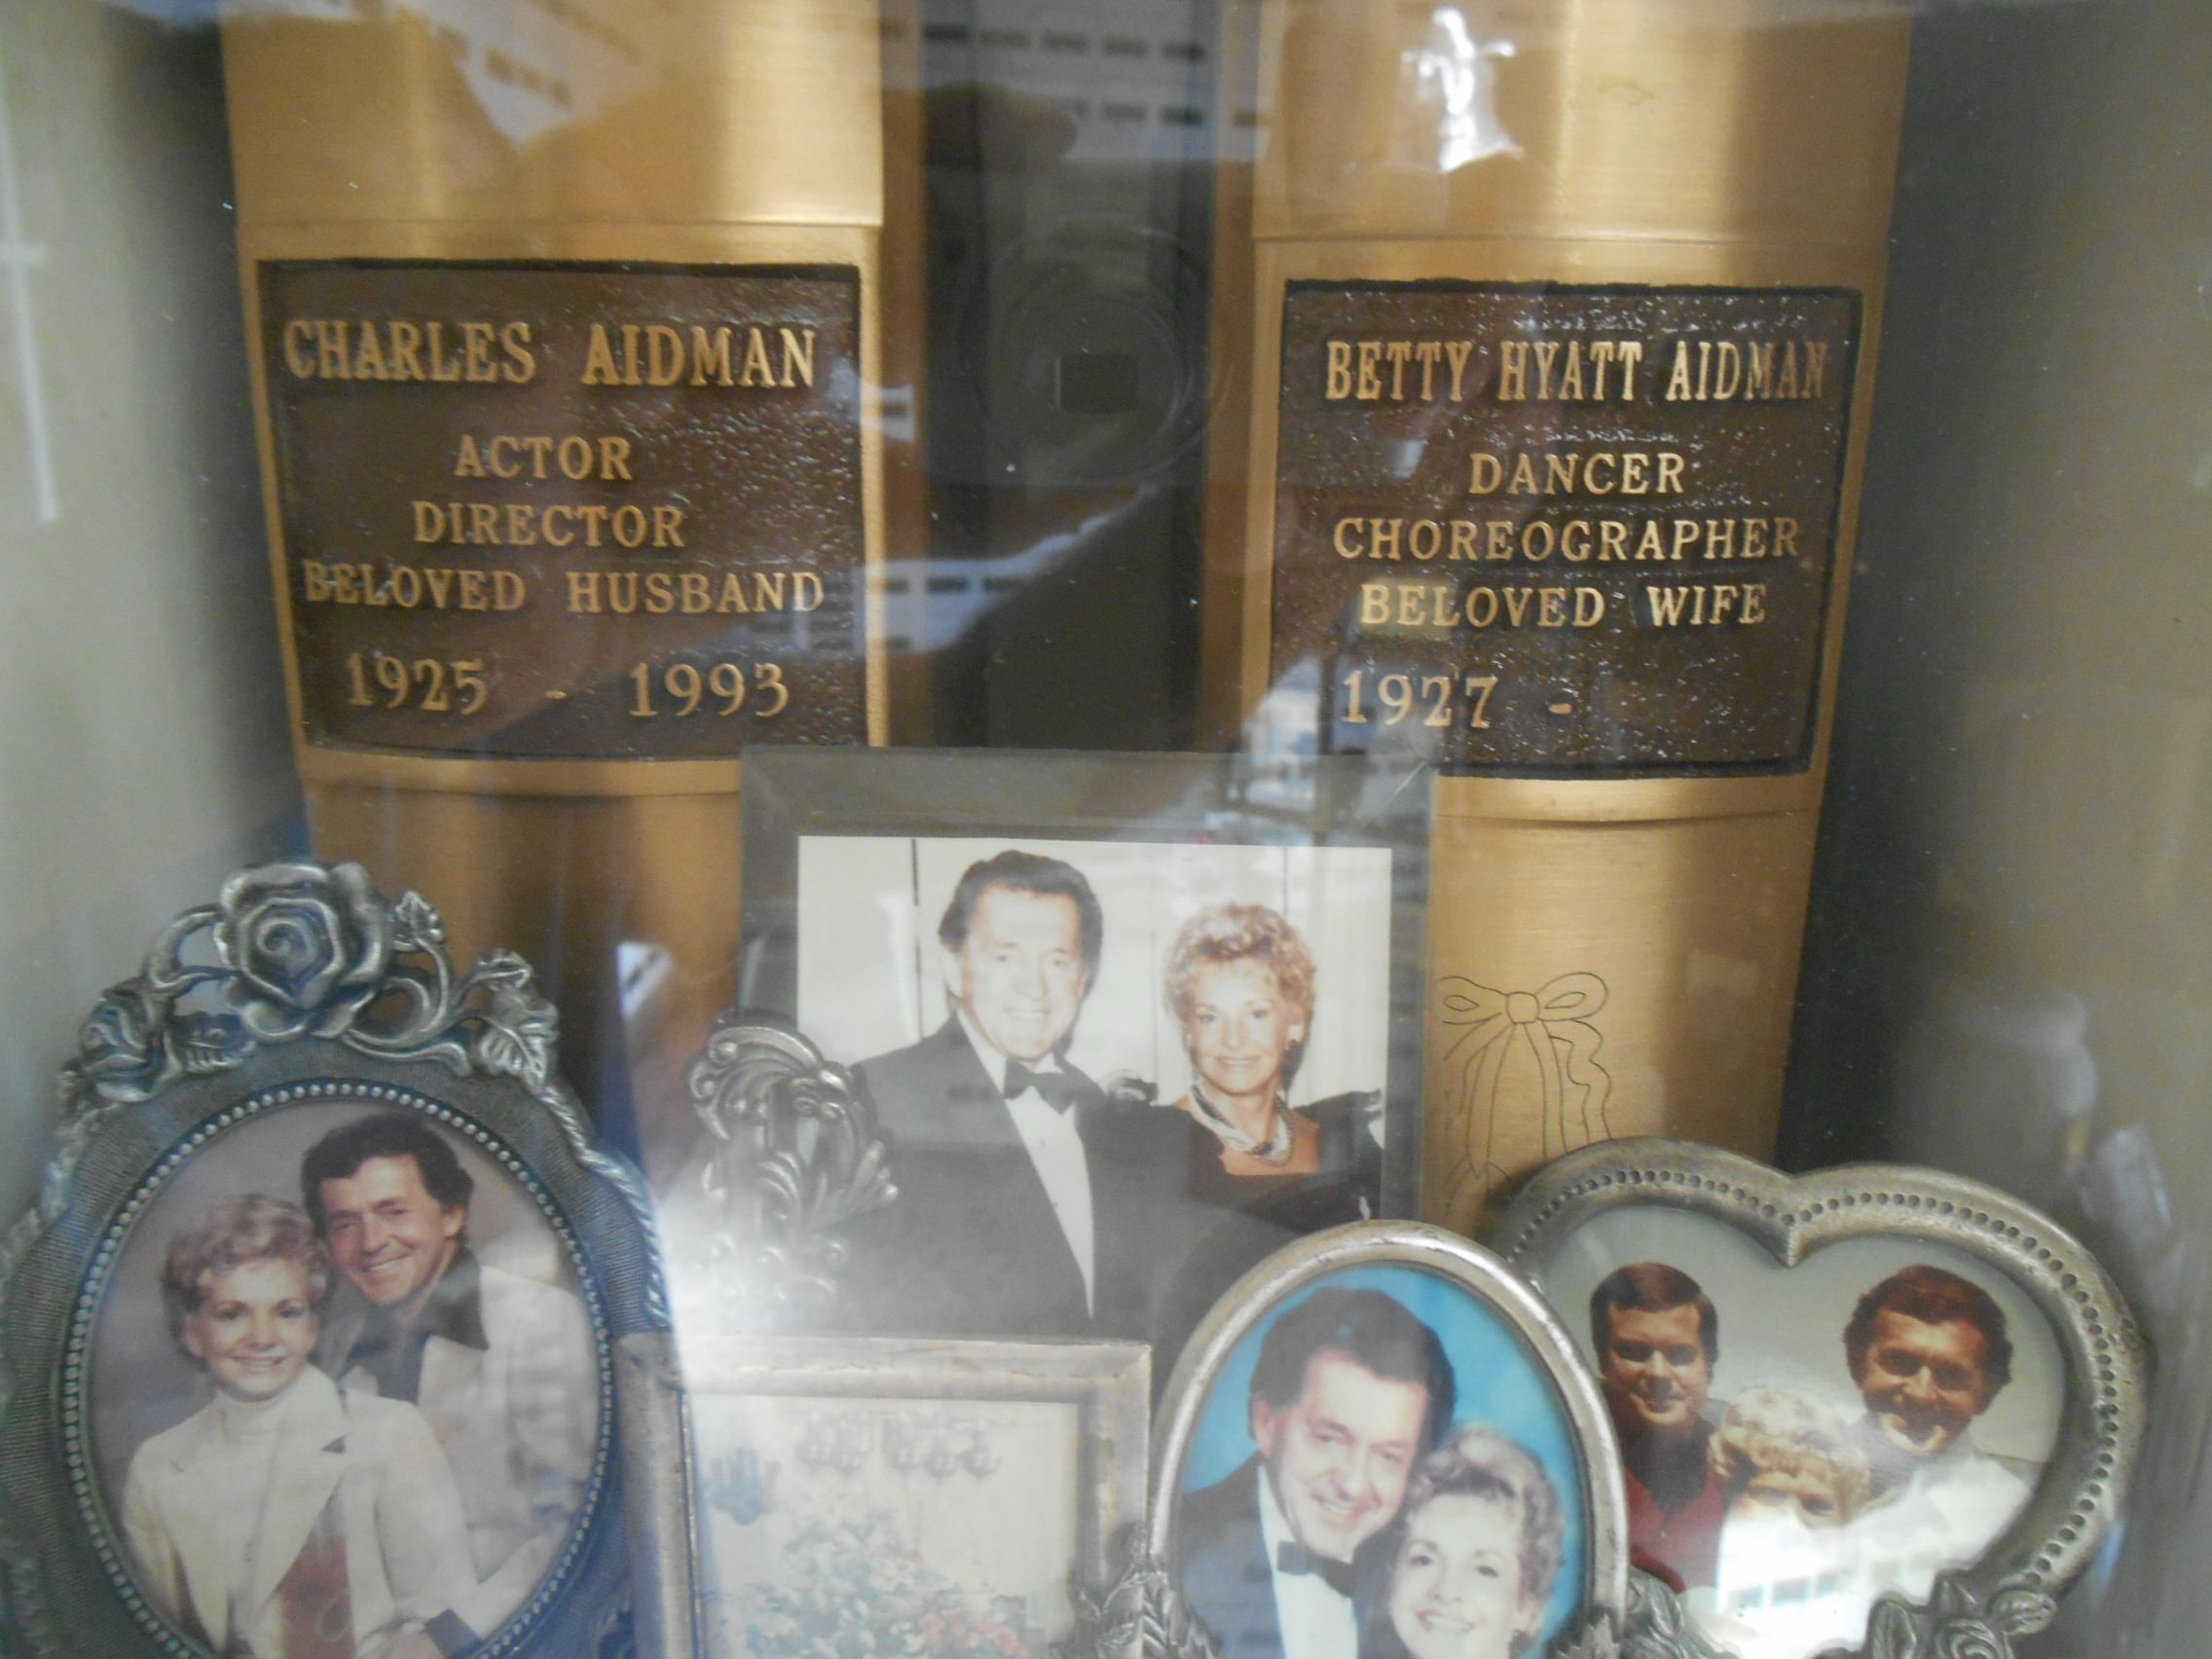 CHARLES AIDMAN
ACTOR
DIRECTOR
BELOVED HUSBAND
1925 - 1993
BETTY HYATT AIDMAN
DANCER
CHOREOGRAPHER
BELOVED WIFE
1927 -